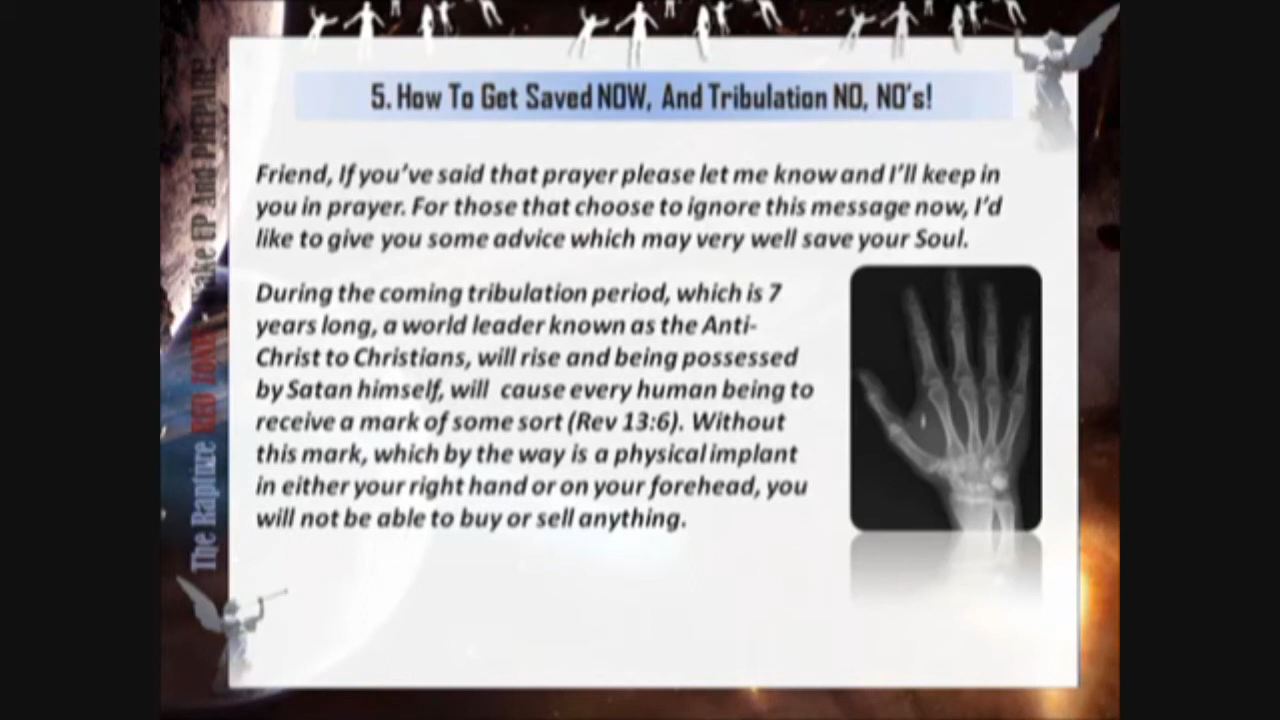 5. How To Get Saved NOW, And Tribulation NO, NO's!
Friend, If you've said that prayer please let me know and I'll keep in
you in prayer. For those that choose to ignore this message now, I'd
like to give you some advice which may very well save your Soul.
During the coming tribulation period, which is 7
years long, a world leader known as the Anti-
Christ to Christians, will rise and being possessed
by Satan himself, will cause every human being to
receive a mark of some sort (Rev 13:6). Without
this mark, which by the way is a physical implant
in either your right hand or on your forehead, you
will not be able to buy or sell anything.
The Rapture RED ZONE Wake UP And PREPARE